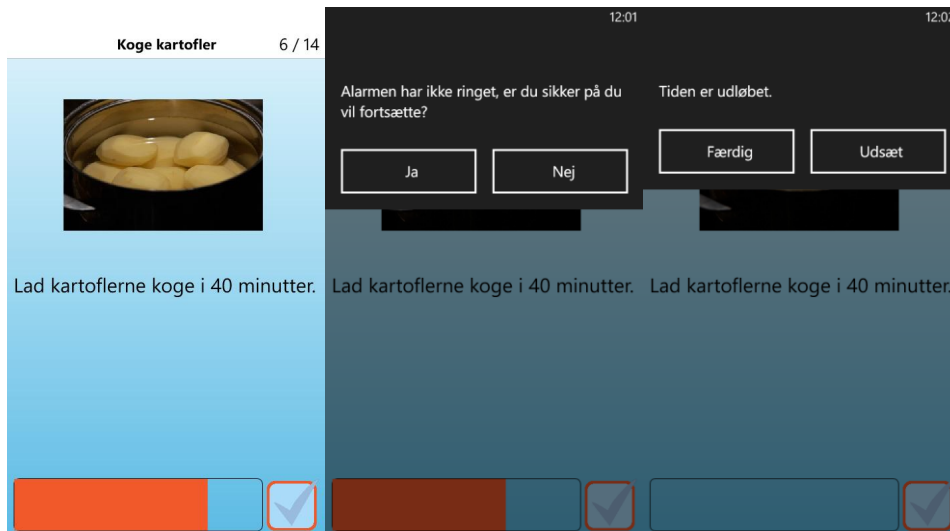 Koge kartofler 6 / 14
Lad kartoflerne koge i 40 minutter.
12:01
Alarmen har ikke ringet, er du sikker på du
vil fortsætte?
Ja Nej
Lad kartoflerne koge i 40 minutter.
12:02
Tiden er udløbet.
Færdig Udsæt
Lad kartoflerne koge i 40 minutter.